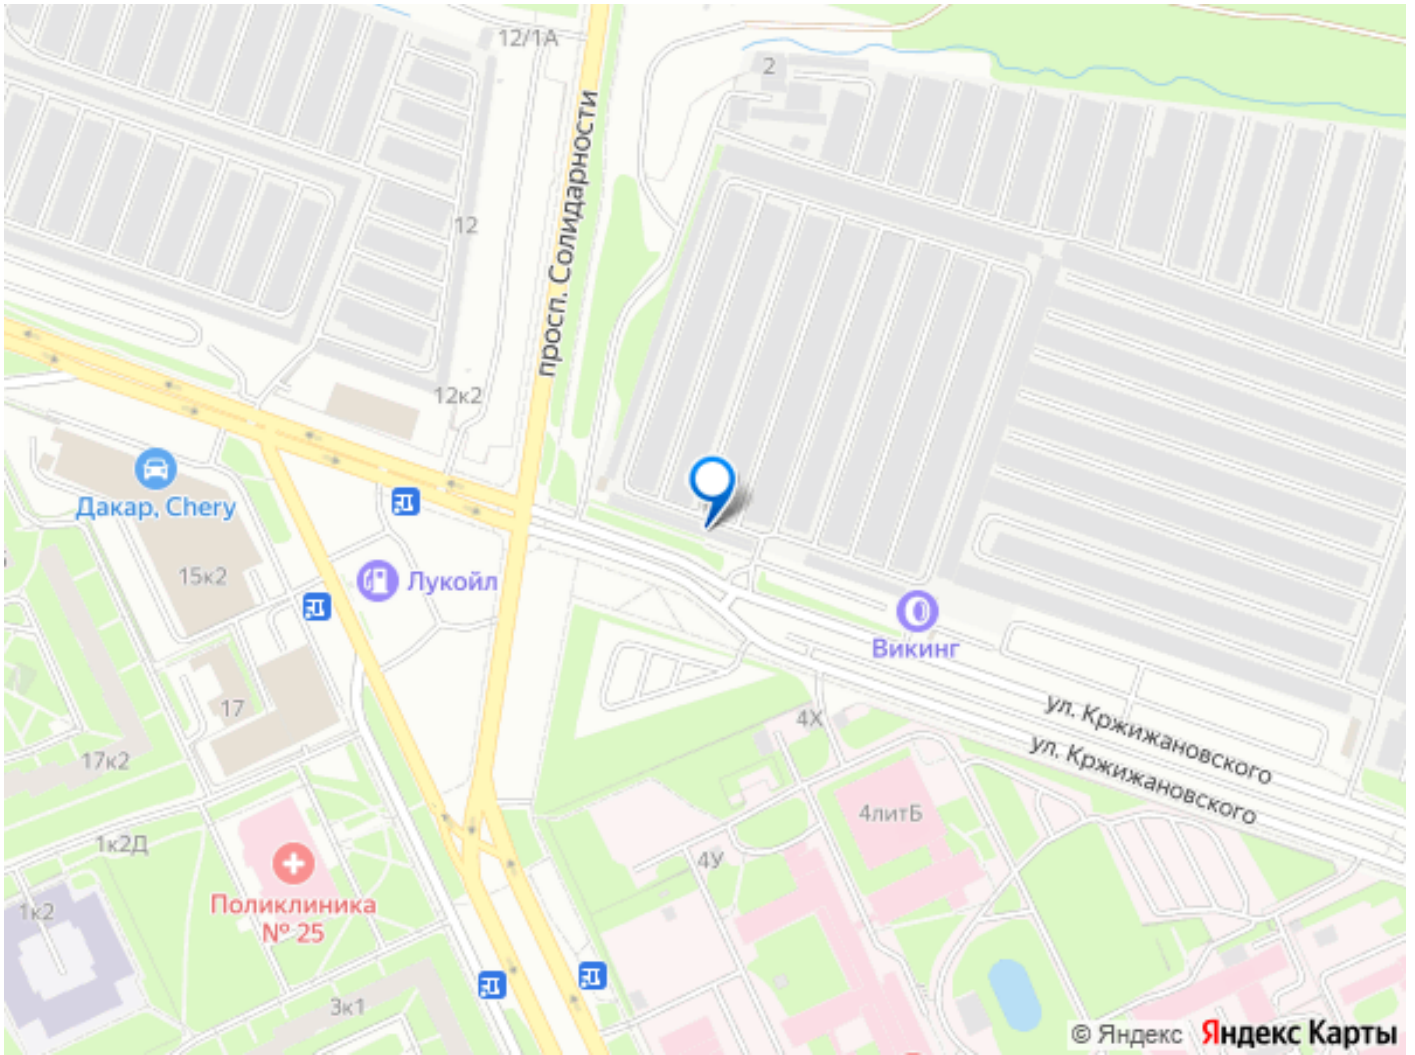 12/1А
2
просп. Солидарности
12
12к2
Дакар, Chery
15к2
Лукойл
Викинг
17
ул. Кржижановского
4Х
ул. Кржижановского
17к2
4литБ
1к2Д
4У
Поликлиника
№ 25
1к2
3к1
© Яндекс Яндекс Карты